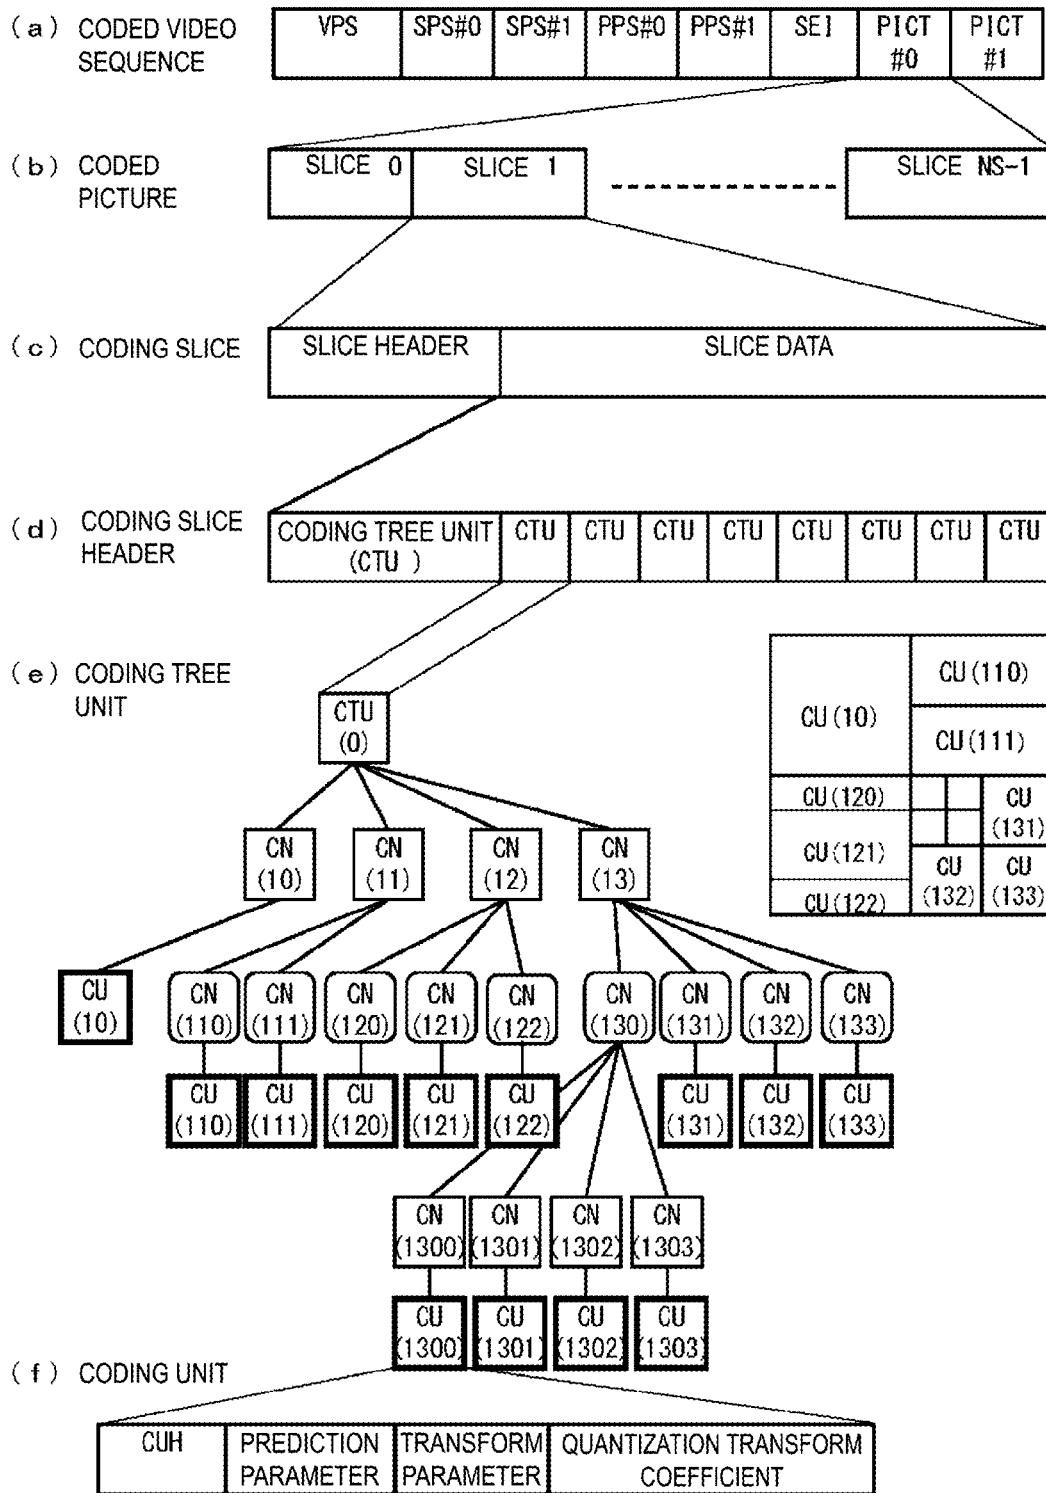 (a) CODED VIDEO SEQUENCE
VPS SPS#0 SPS#1 PPS#0 PPS#1 SEI PICT #0 PICT #1
(b) CODED PICTURE
SLICE 0 SLICE 1 SLICE NS-1
(c) CODING SLICE
SLICE HEADER SLICE DATA
(d) CODING SLICE HEADER
CODING TREE UNIT (CTU ) CTU CTU CTU CTU CTU CTU CTU CTU
(e) CODING TREE UNIT
CTU (0)
CU(10) CU(110)
CU(111)
CU(120)
CU(121)
CU(122)
CU (131)
CU (132) CU (133)
CN (10) CN (11) CN (12) CN (13)
CU (10) CN (110) CN (111) CN (120) CN (121) CN (122) CN (130) CN (131) CN (132) CN (133)
CU (110) CU (111) CU (120) CU (121) CU (122) CU (131) CU (132) CU (133)
CN (1300) CN (1301) CN (1302) CN (1303)
CU (1300) CU (1301) CU (1302) CU (1303)
(f) CODING UNIT
CUH PREDICTION PARAMETER TRANSFORM PARAMETER QUANTIZATION TRANSFORM COEFFICIENT